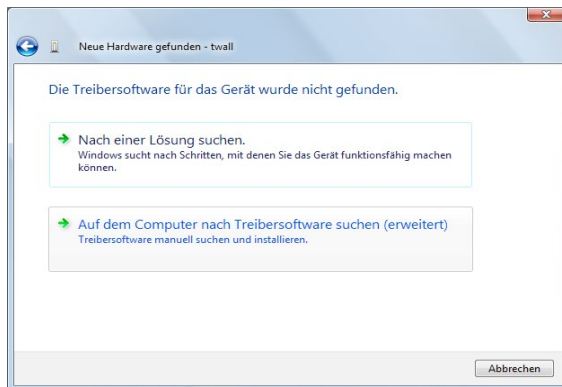 Neue Hardware gefunden - twall
Die Treibersoftware für das Gerät wurde nicht gefunden.
Nach einer Lösung suchen.
Windows sucht nach Schritten, mit denen Sie das Gerät funktionsfähig machen
können.
Auf dem Computer nach Treibersoftware suchen (erweitert)
Treibersoftware manuell suchen und installieren.
Abbrechen